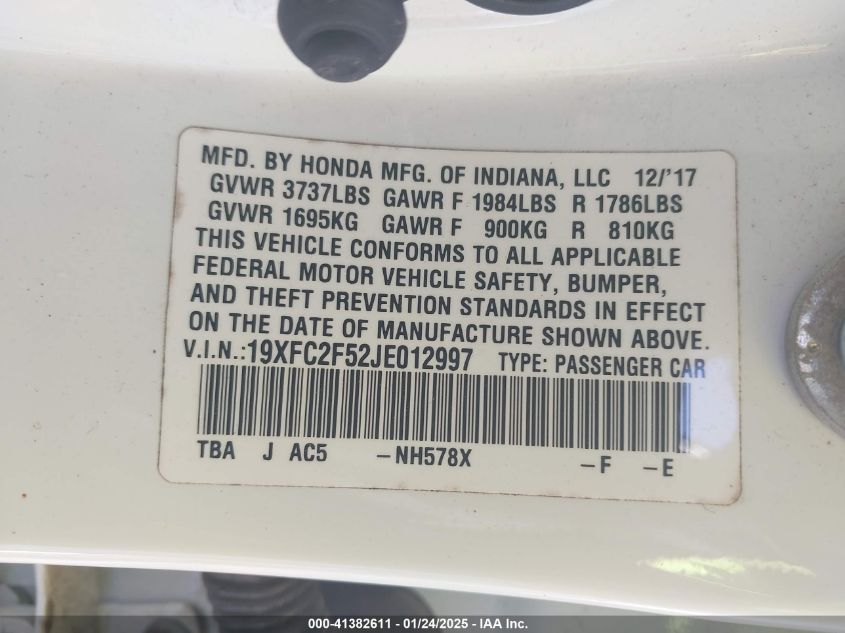 MFD. BY HONDA MFG. OF INDIANA, LLC 12/'17
GVWR 3737LBS GAWR F 1984LBS R 1786LBS
GVWR 1695KG GAWR F 900KG R 810KG
THIS VEHICLE CONFORMS TO ALL APPLICABLE
FEDERAL MOTOR VEHICLE SAFETY, BUMPER,
AND THEFT PREVENTION STANDARDS IN EFFECT
ON THE DATE OF MANUFACTURE SHOWN ABOVE.
V.I.N.:19XFC2F52JE012997 TYPE: PASSENGER CAR
TBA J AC5 -NH578X -F -E
000-41382611 - 01/24/2025 - IAA Inc.